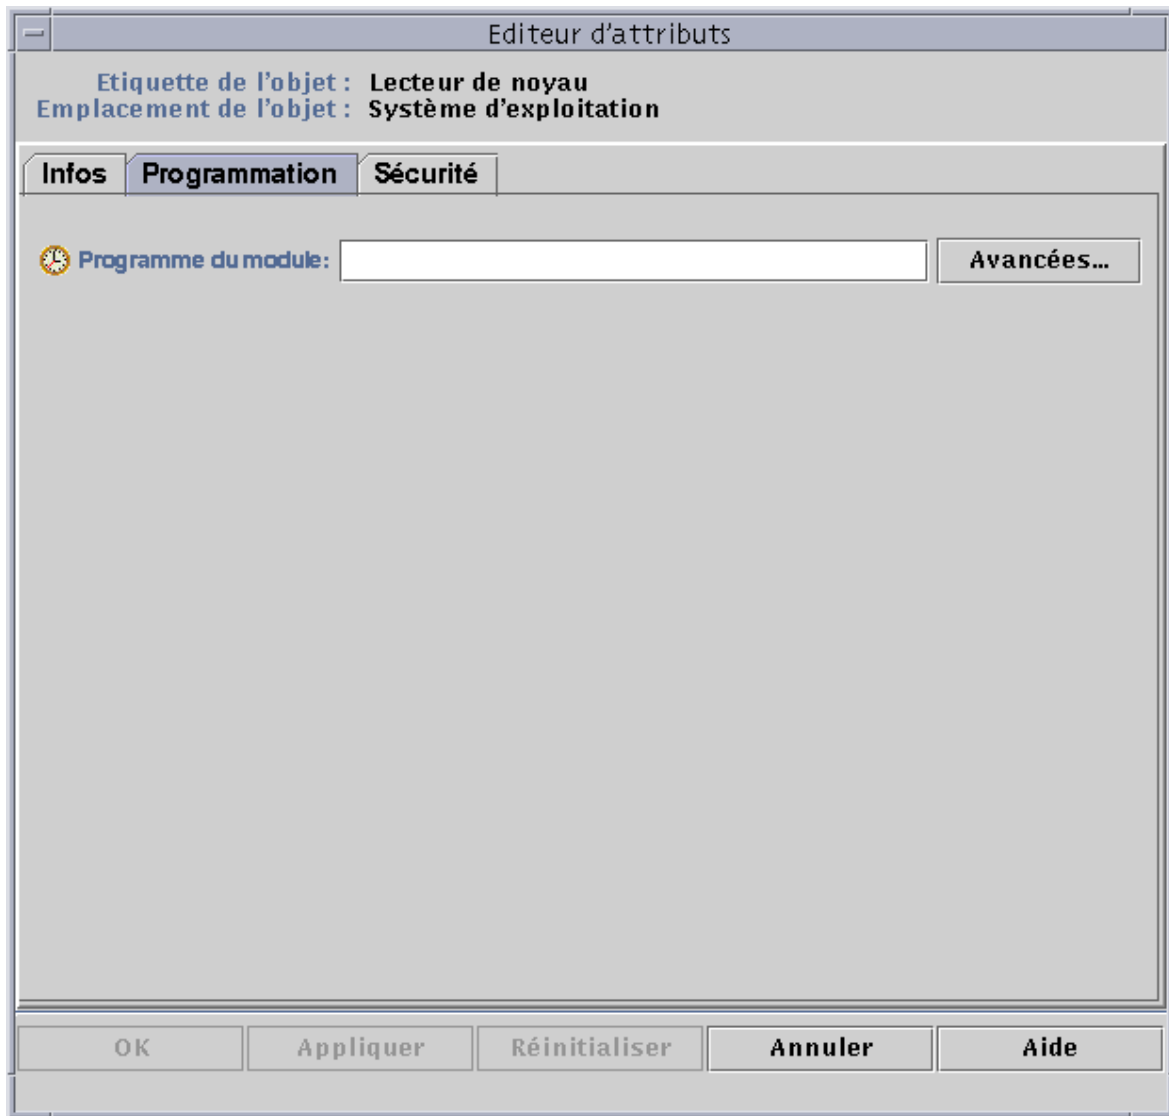 Editeur d'attributs
Etiquette de l'objet : Lecteur de noyau
Emplacement de l'objet : Système d'exploitation
Infos Programmation Sécurité
Programme du module: Avancées...
OK Appliquer Réinitialiser Annuler Aide